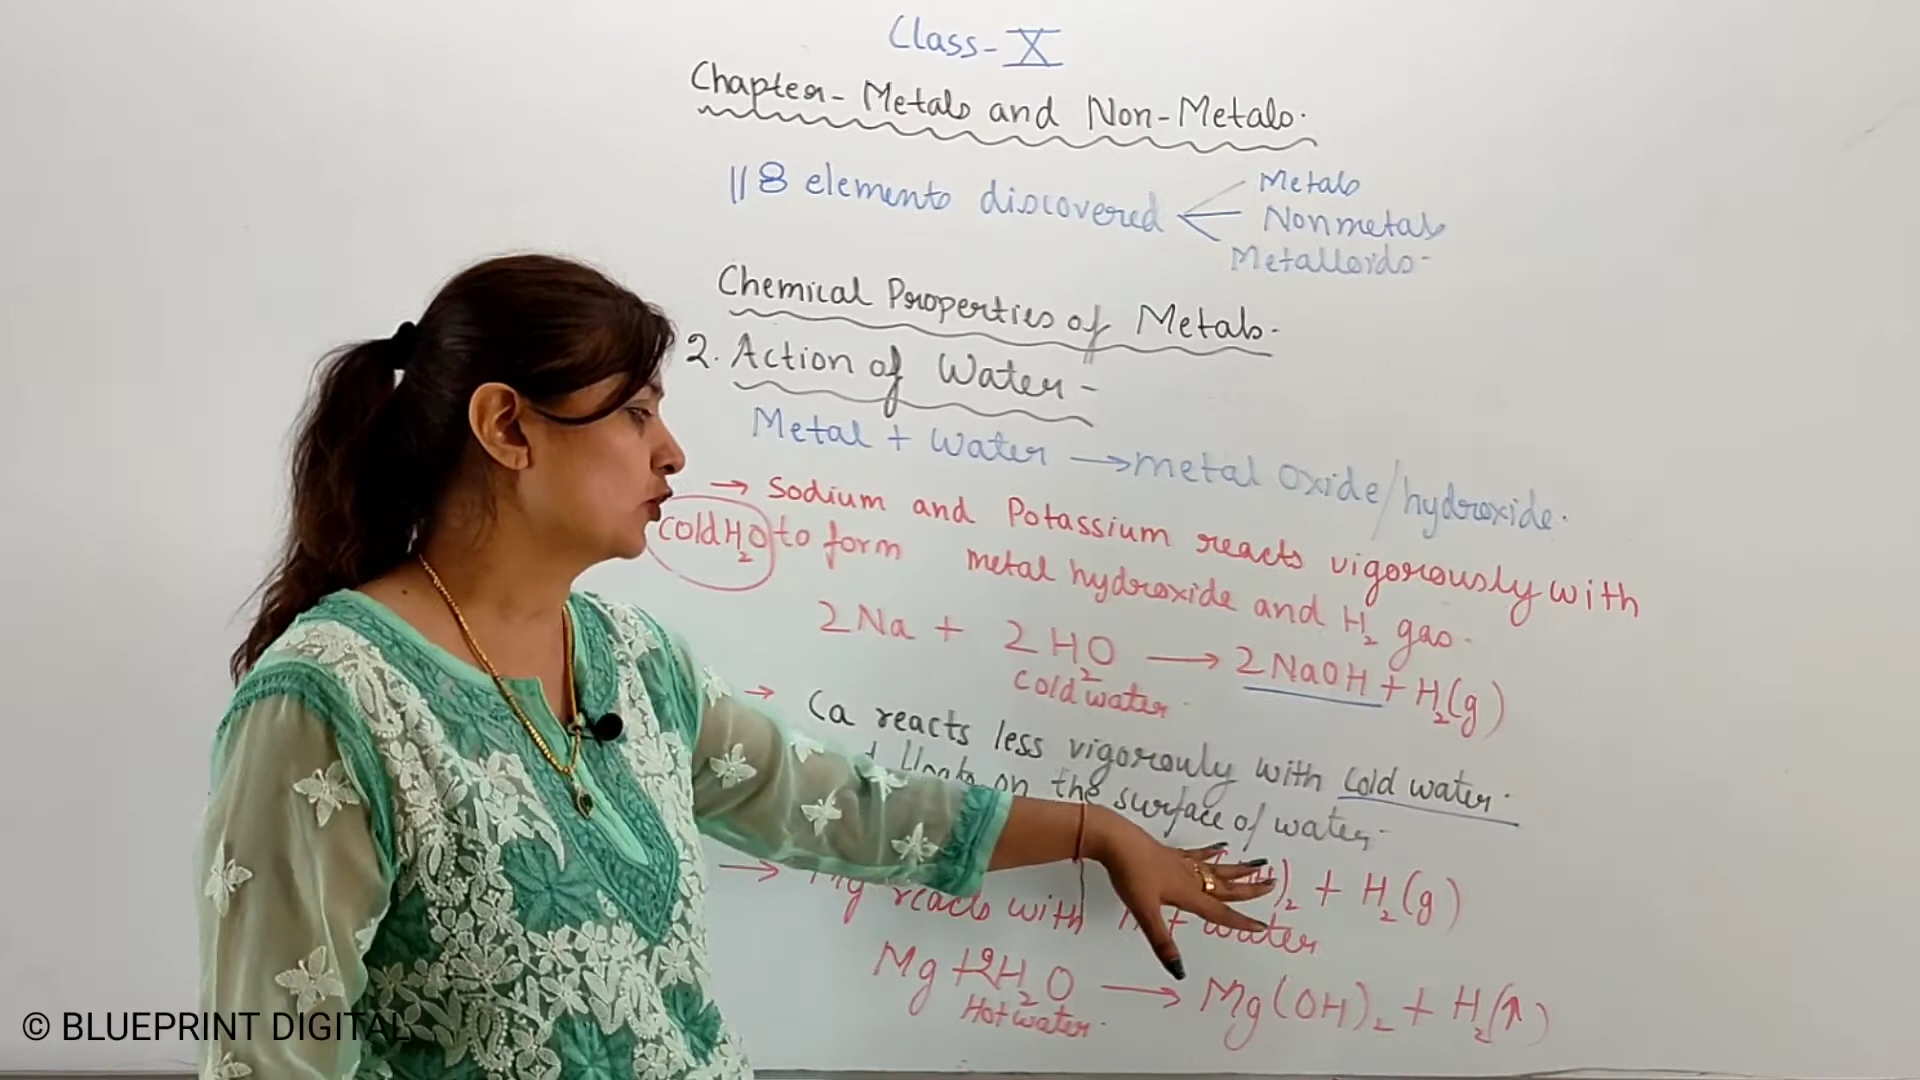 Class-X
Chapter- Metals and Non-Metals.
118 elements discovered
Metals
Nonmetals
Metalloids-
Chemical Properties of Metals.
2. Action of Water-
Metal + Water → metal oxide/hydroxide.
→ Sodium and Potassium reacts vigorously with
cold H2O to form metal hydroxide and H2 gas.
2Na + 2H2O → 2NaOH + H2(g)
Cold water.
→ Ca reacts less vigorouly with cold water.
on the surface of water.
)2 + H2(g)
→ Mg reacts with water
Mg + 2H2O → Mg(OH)2 + H2(↑)
Hot water.
© BLUEPRINT DIGITAL